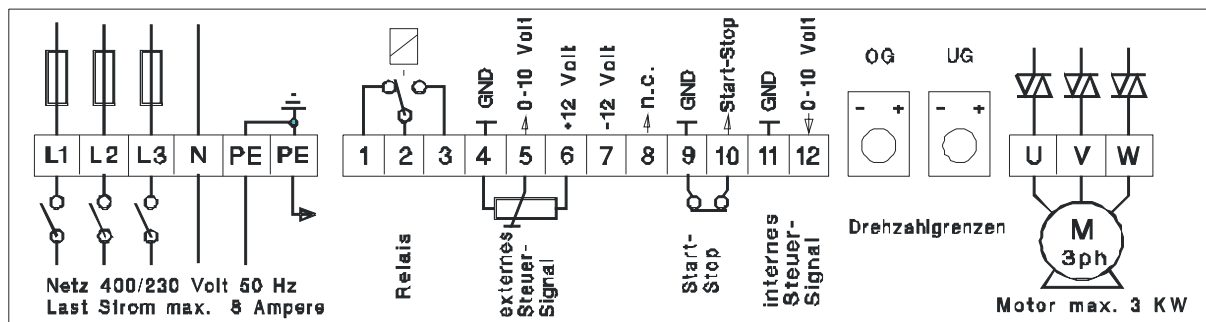 GND
0-10 Volt
+12 Volt
-12 Volt
n.c.
GND
Start-Stop
GND
0-10 Volt
OG UG
- + - +
L1 L2 L3 N PE PE 1 2 3 4 5 6 7 8 9 10 11 12 U V W
Relais
externes
Steuer-
Signal
Start-
Stop
internes
Steuer-
Signal
Drehzahlgrenzen
M
3ph
Netz 400/230 Volt 50 Hz
Last Strom max. 8 Ampere
Motor max. 3 KW